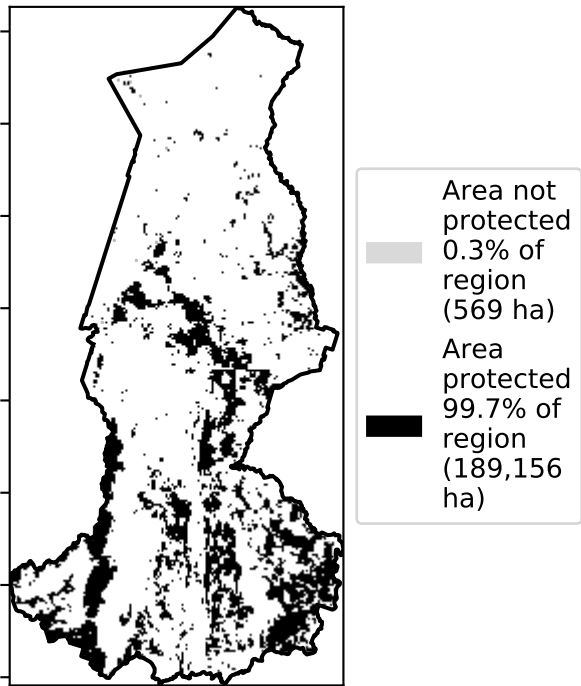 Area not
protected
0.3% of
region
(569 ha)
Area
protected
99.7% of
region
(189,156
ha)